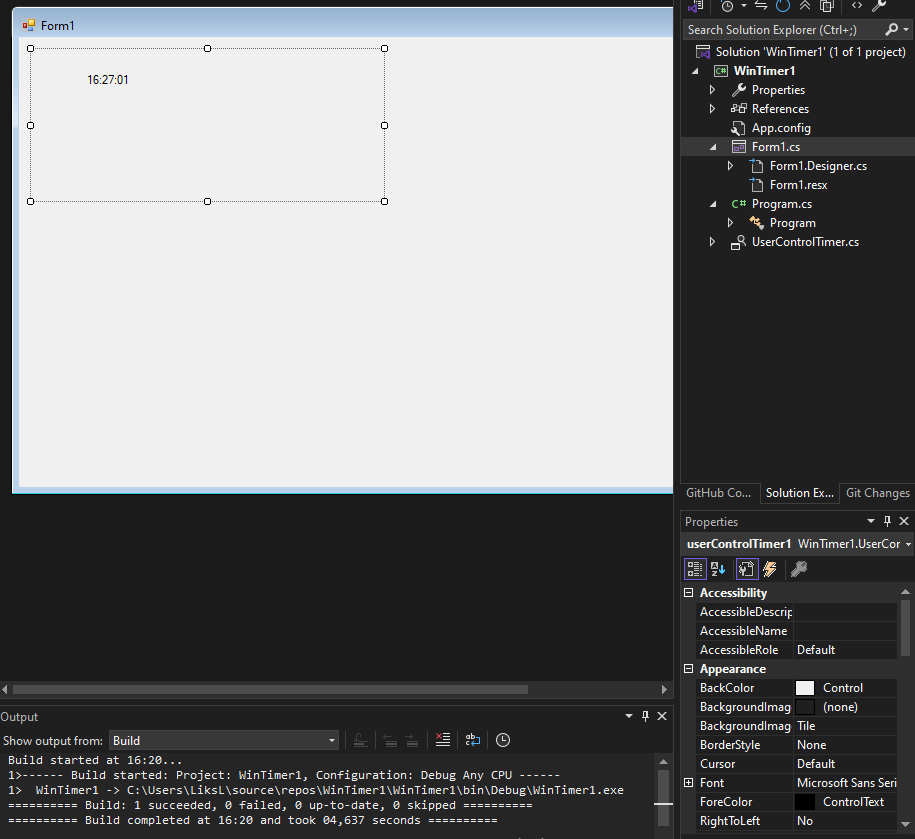 Form1
16:27:01
Search Solution Explorer (Ctrl+;)
Solution 'WinTimer1' (1 of 1 project)
C# WinTimer1
Properties
References
App.config
Form1.cs
Form1.Designer.cs
Form1.resx
C# Program.cs
Program
UserControlTimer.cs
GitHub Co... Solution Ex... Git Changes
Properties
userControlTimer1 WinTimer1.UserCor
Accessibility
AccessibleDescrip
AccessibleName
AccessibleRole Default
Appearance
BackColor Control
BackgroundImag (none)
BackgroundImag Tile
BorderStyle None
Cursor Default
Font Microsoft Sans Seri
ForeColor ControlText
RightToLeft No
Output
Show output from: Build
Build started at 16:20...
1>------ Build started: Project: WinTimer1, Configuration: Debug Any CPU ------
1>  WinTimer1 -> C:\Users\LiksL\source\repos\WinTimer1\WinTimer1\bin\Debug\WinTimer1.exe
========== Build: 1 succeeded, 0 failed, 0 up-to-date, 0 skipped ==========
========== Build completed at 16:20 and took 04,637 seconds ==========